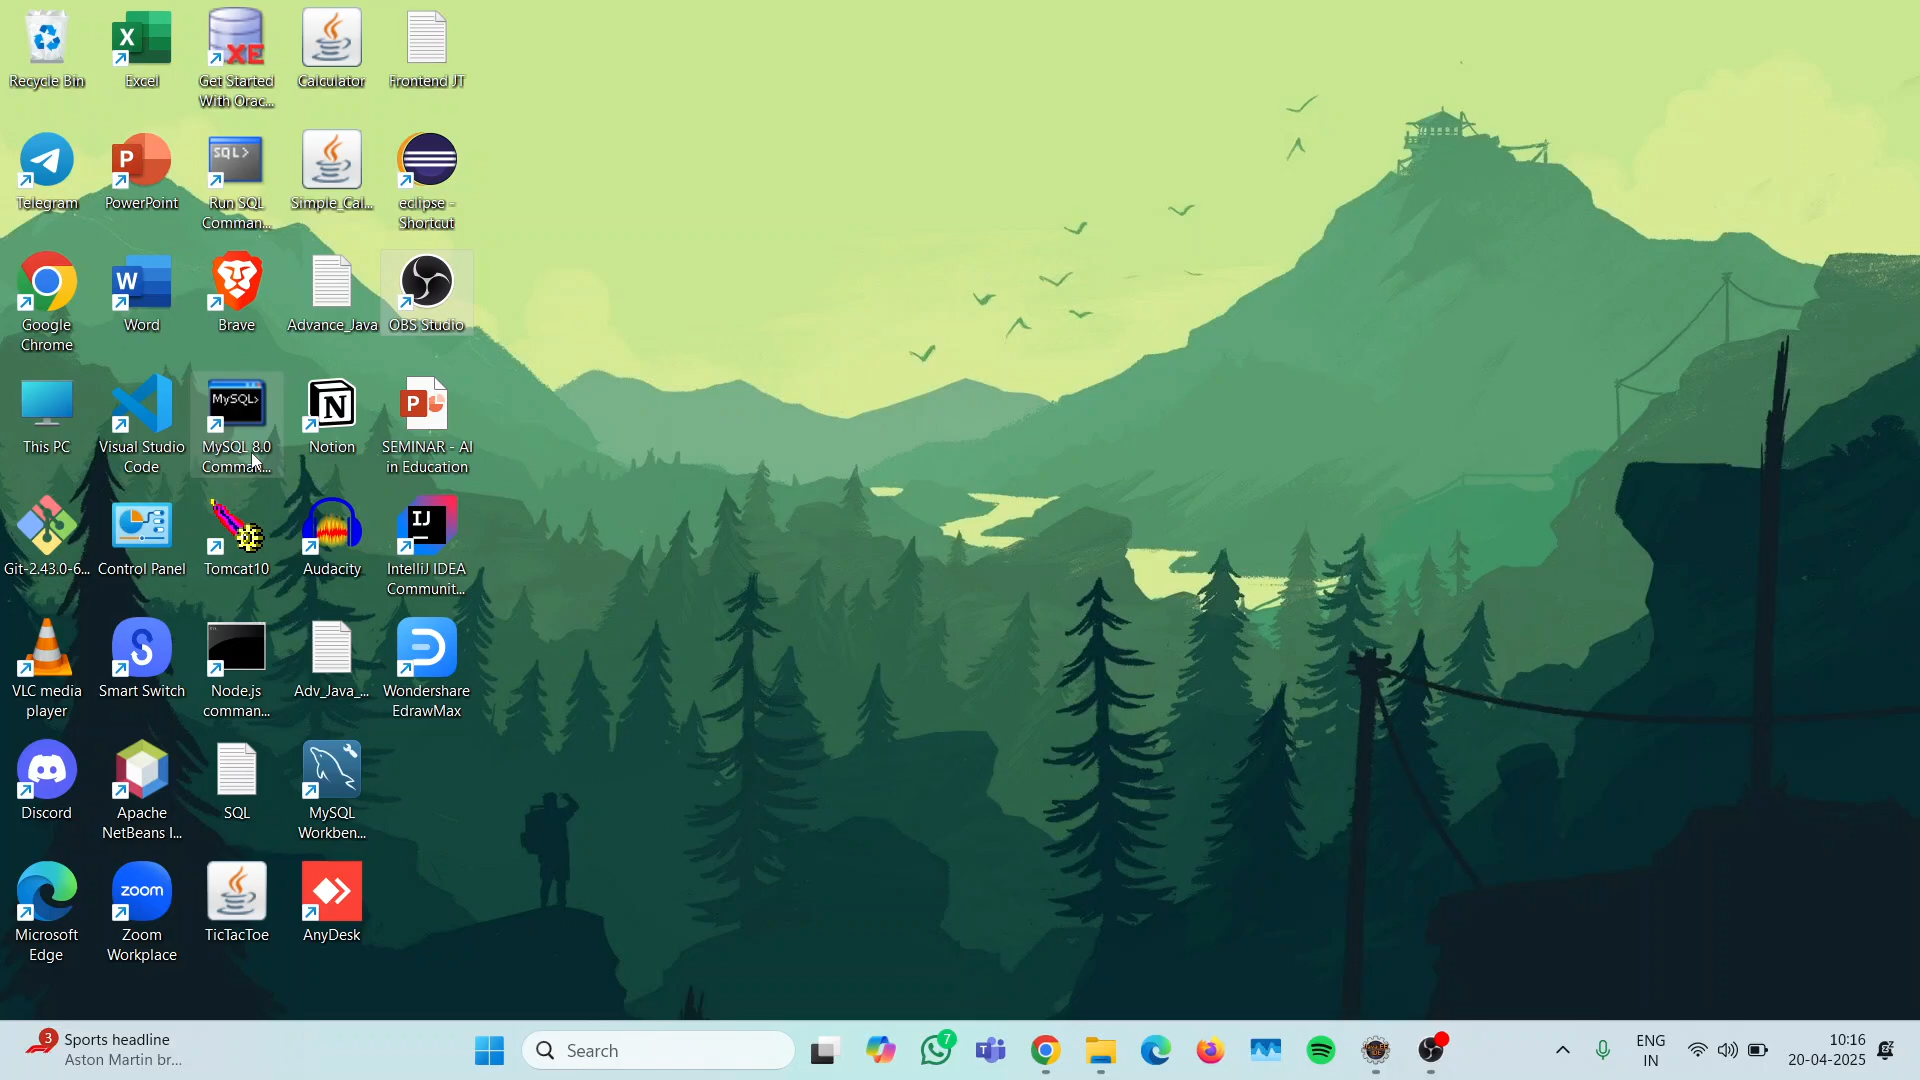 Recycle Bin
Excel
Get Started
With Orac...
Calculator
Frontend JT
Telegram
PowerPoint
Run SQL
Comman...
Simple_Cal...
eclipse -
Shortcut
Google
Chrome
Word
Brave
Advance_Java
OBS Studio
This PC
Visual Studio
Code
MySQL 8.0
Comman...
Notion
SEMINAR - AI
in Education
Git-2.43.0-6...
Control Panel
Tomcat10
Audacity
IntelliJ IDEA
Communit...
VLC media
player
Smart Switch
Node.js
comman...
Adv_Java_...
Wondershare
EdrawMax
Discord
Apache
NetBeans I...
SQL
MySQL
Workben...
Microsoft
Edge
Zoom
Workplace
TicTacToe
AnyDesk
X
XE
P
SQL>
W
MySQL>
N
P
IJ
zoom
3
Sports headline
Aston Martin br...
Search
7
ENG
IN
10:16
20-04-2025